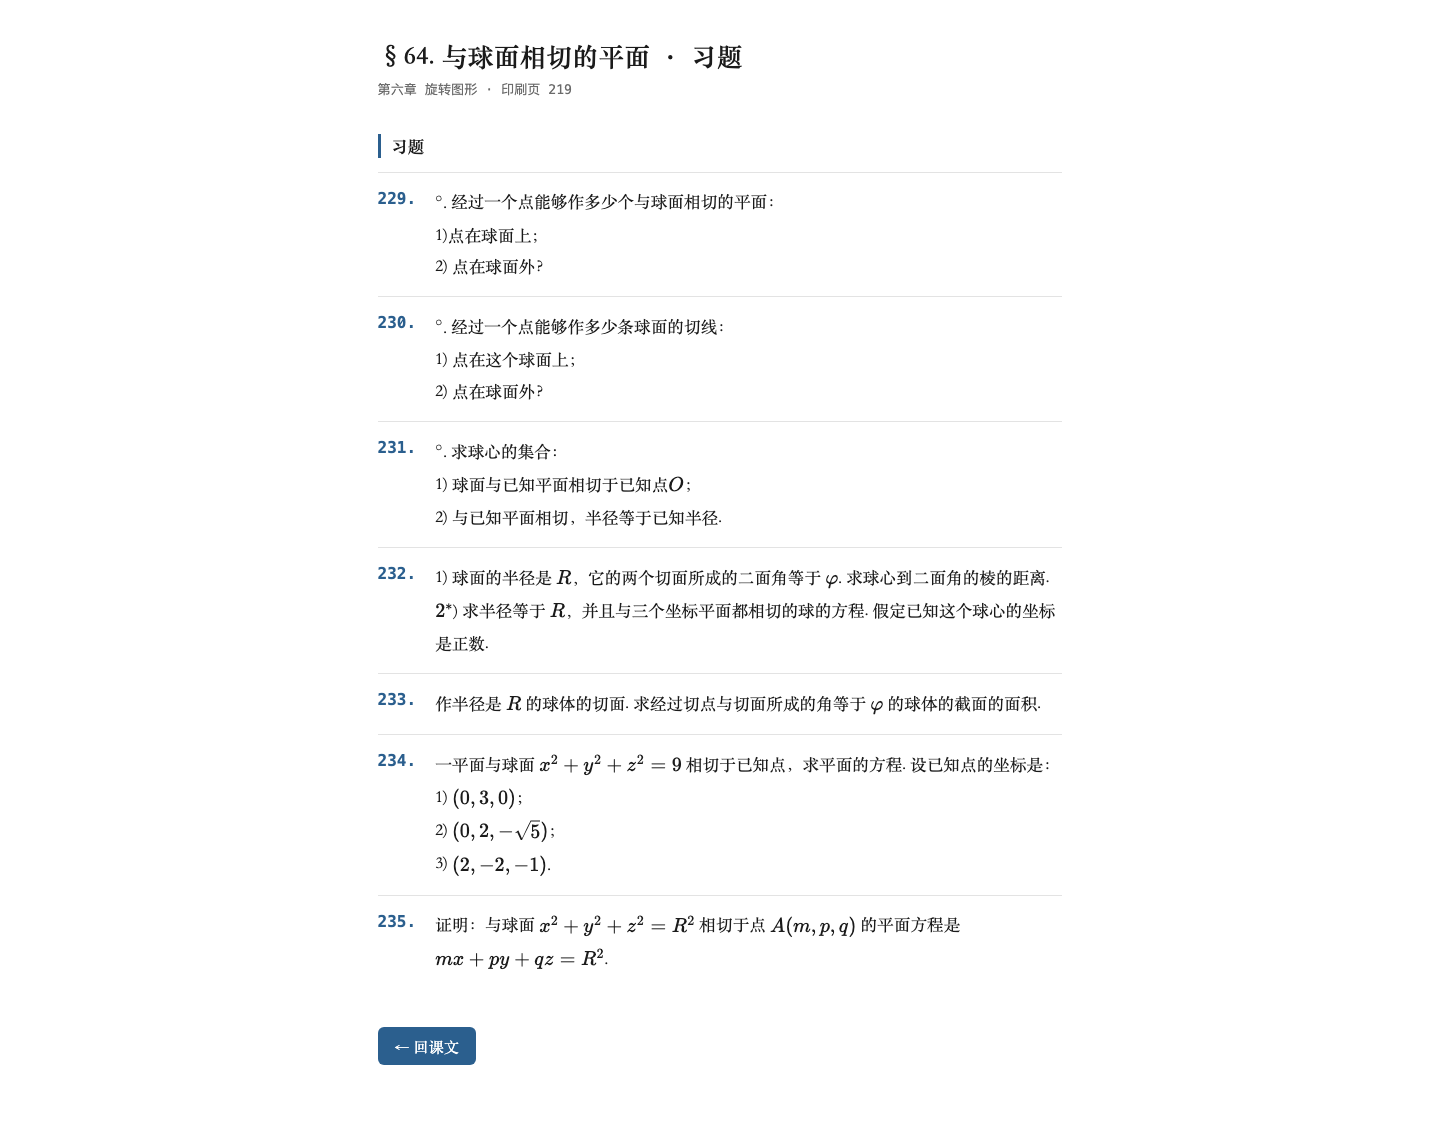 § 64. 与球面相切的平面 · 习题
第六章 旋转图形 · 印刷页 219
习题
229. °. 经过一个点能够作多少个与球面相切的平面：
1)点在球面上；
2) 点在球面外？
230. °. 经过一个点能够作多少条球面的切线：
1) 点在这个球面上；
2) 点在球面外？
231. °. 求球心的集合：
1) 球面与已知平面相切于已知点O；
2) 与已知平面相切，半径等于已知半径.
232. 1) 球面的半径是 R，它的两个切面所成的二面角等于 φ. 求球心到二面角的棱的距离.
2*) 求半径等于 R，并且与三个坐标平面都相切的球的方程. 假定已知这个球心的坐标
是正数.
233. 作半径是 R 的球体的切面. 求经过切点与切面所成的角等于 φ 的球体的截面的面积.
234. 一平面与球面 x² + y² + z² = 9 相切于已知点，求平面的方程. 设已知点的坐标是：
1) (0, 3, 0)；
2) (0, 2, −√5)；
3) (2, −2, −1).
235. 证明：与球面 x² + y² + z² = R² 相切于点 A(m, p, q) 的平面方程是
mx + py + qz = R².
← 回课文